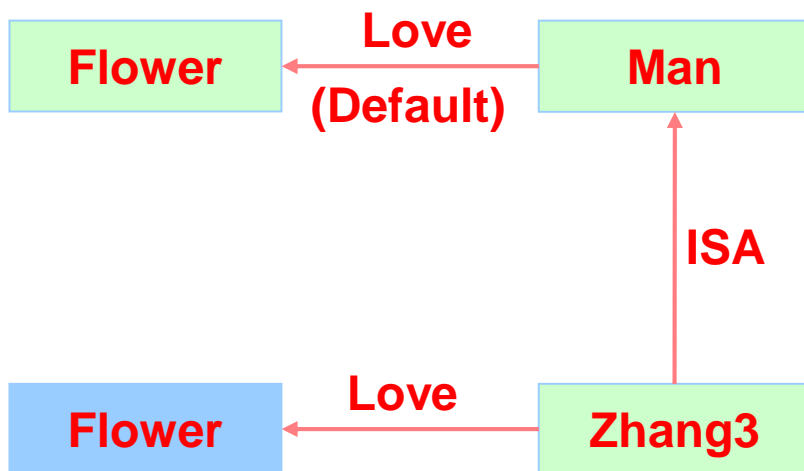 Flower
Love
(Default)
Man
ISA
Flower
Love
Zhang3